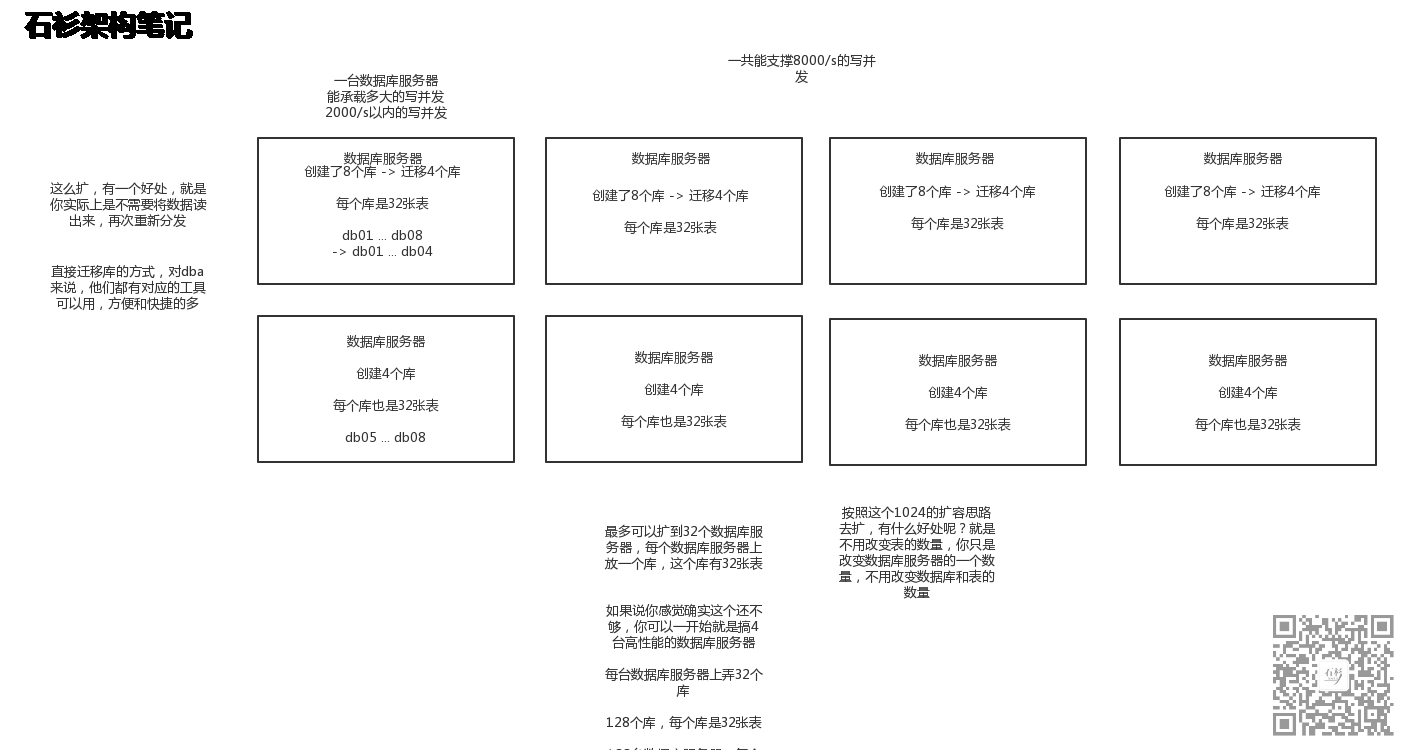 石杉架构笔记
一共能支撑8000/s的写并
发
一台数据库服务器
能承载多大的写并发
2000/s以内的写并发
这么扩，有一个好处，就是
你实际上是不需要将数据读
出来，再次重新分发
直接迁移库的方式，对dba
来说，他们都有对应的工具
可以用，方便和快捷的多
数据库服务器
创建了8个库 -> 迁移4个库
每个库是32张表
db01 ... db08
-> db01 ... db04
数据库服务器
创建了8个库 -> 迁移4个库
每个库是32张表
数据库服务器
创建了8个库 -> 迁移4个库
每个库是32张表
数据库服务器
创建了8个库 -> 迁移4个库
每个库是32张表
数据库服务器
创建4个库
每个库也是32张表
db05 ... db08
数据库服务器
创建4个库
每个库也是32张表
数据库服务器
创建4个库
每个库也是32张表
数据库服务器
创建4个库
每个库也是32张表
最多可以扩到32个数据库服
务器，每个数据库服务器上
放一个库，这个库有32张表
如果说你感觉确实这个还不
够，你可以一开始就是搞4
台高性能的数据库服务器
每台数据库服务器上弄32个
库
128个库，每个库是32张表
按照这个1024的扩容思路
去扩，有什么好处呢？就是
不用改变表的数量，你只是
改变数据库服务器的一个数
量，不用改变数据库和表的
数量
石杉